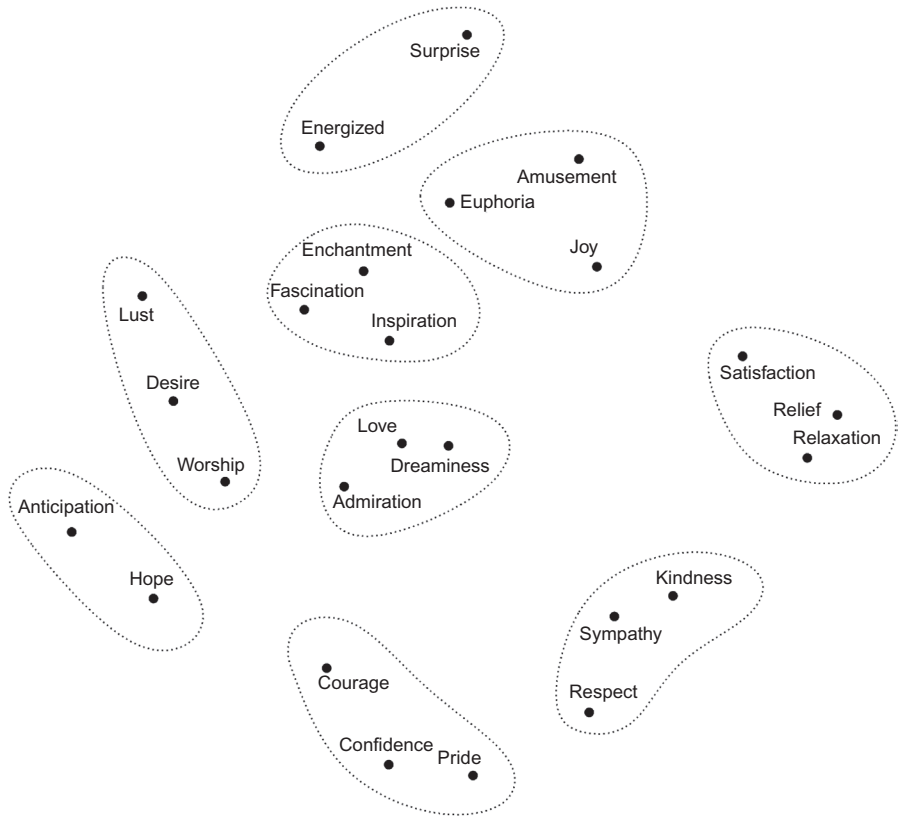 Surprise
Energized
Amusement
Euphoria
Joy
Enchantment
Fascination
Inspiration
Lust
Desire
Worship
Satisfaction
Relief
Relaxation
Love
Dreaminess
Admiration
Anticipation
Hope
Kindness
Sympathy
Respect
Courage
Confidence
Pride